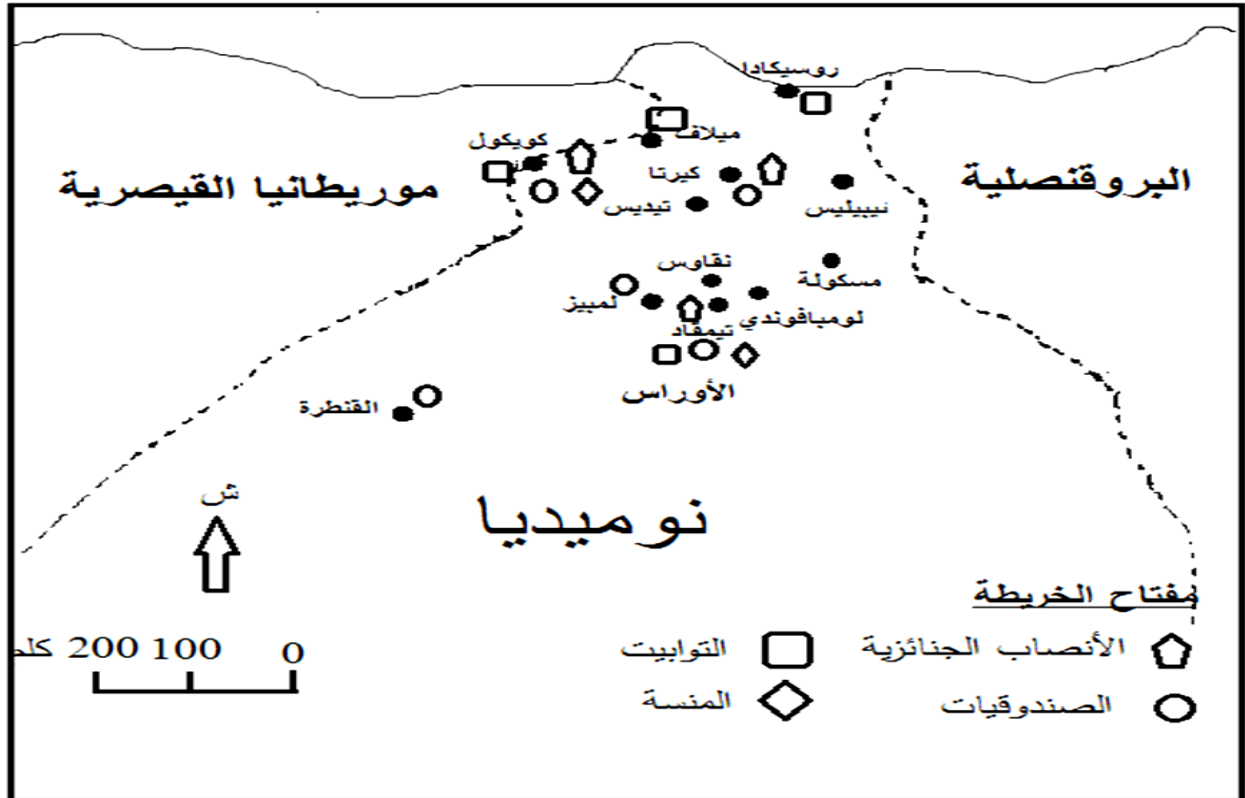 روسيكادا
ميلاف
كويكول
كيرتا
موريطانيا القيصرية
البروقنصلية
نيبيليس
تيديس
نقاوس
مسكولة
لمبيز
لومبافوندي
تيمقاد
الأوراس
القنطرة
نوميديا
ش
مفتاح الخريطة
الأنصاب الجنائزية
التوابيت
الصندوقيات
المنسة
0 100 200 كلم